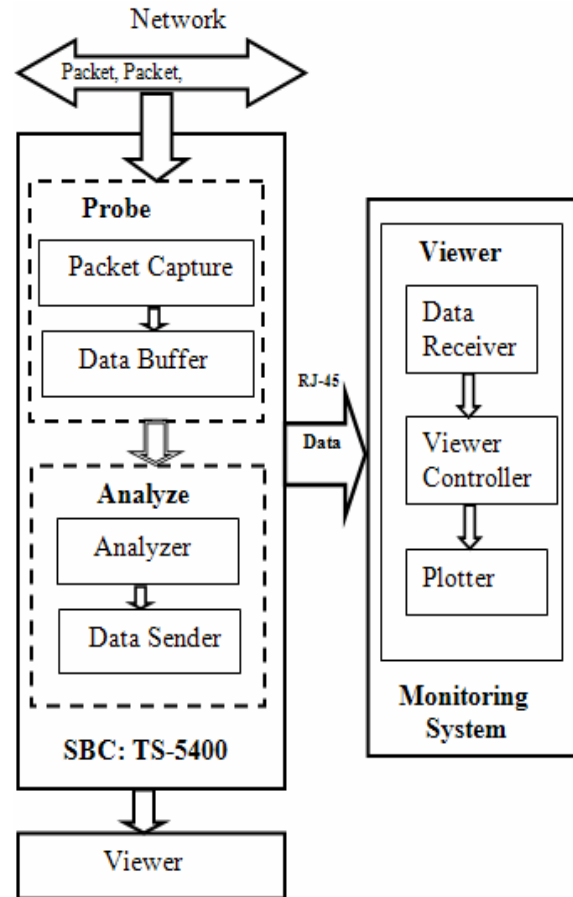 Network
Packet, Packet,
Probe
Packet Capture
Data Buffer
Analyze
Analyzer
Data Sender
SBC: TS-5400
Viewer
RJ-45
Data
Viewer
Data
Receiver
Viewer
Controller
Plotter
Monitoring
System